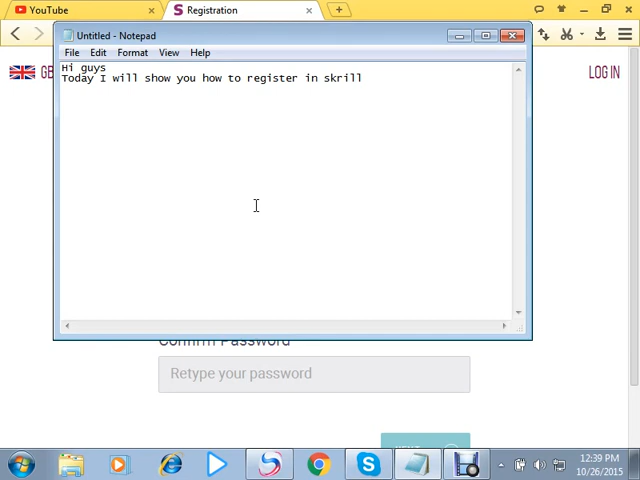 YouTube
Registration
Untitled - Notepad
File Edit Format View Help
Hi guys
Today I will show you how to register in skrill
GB
LOG IN
Confirm Password
Retype your password
12:39 PM
10/26/2015